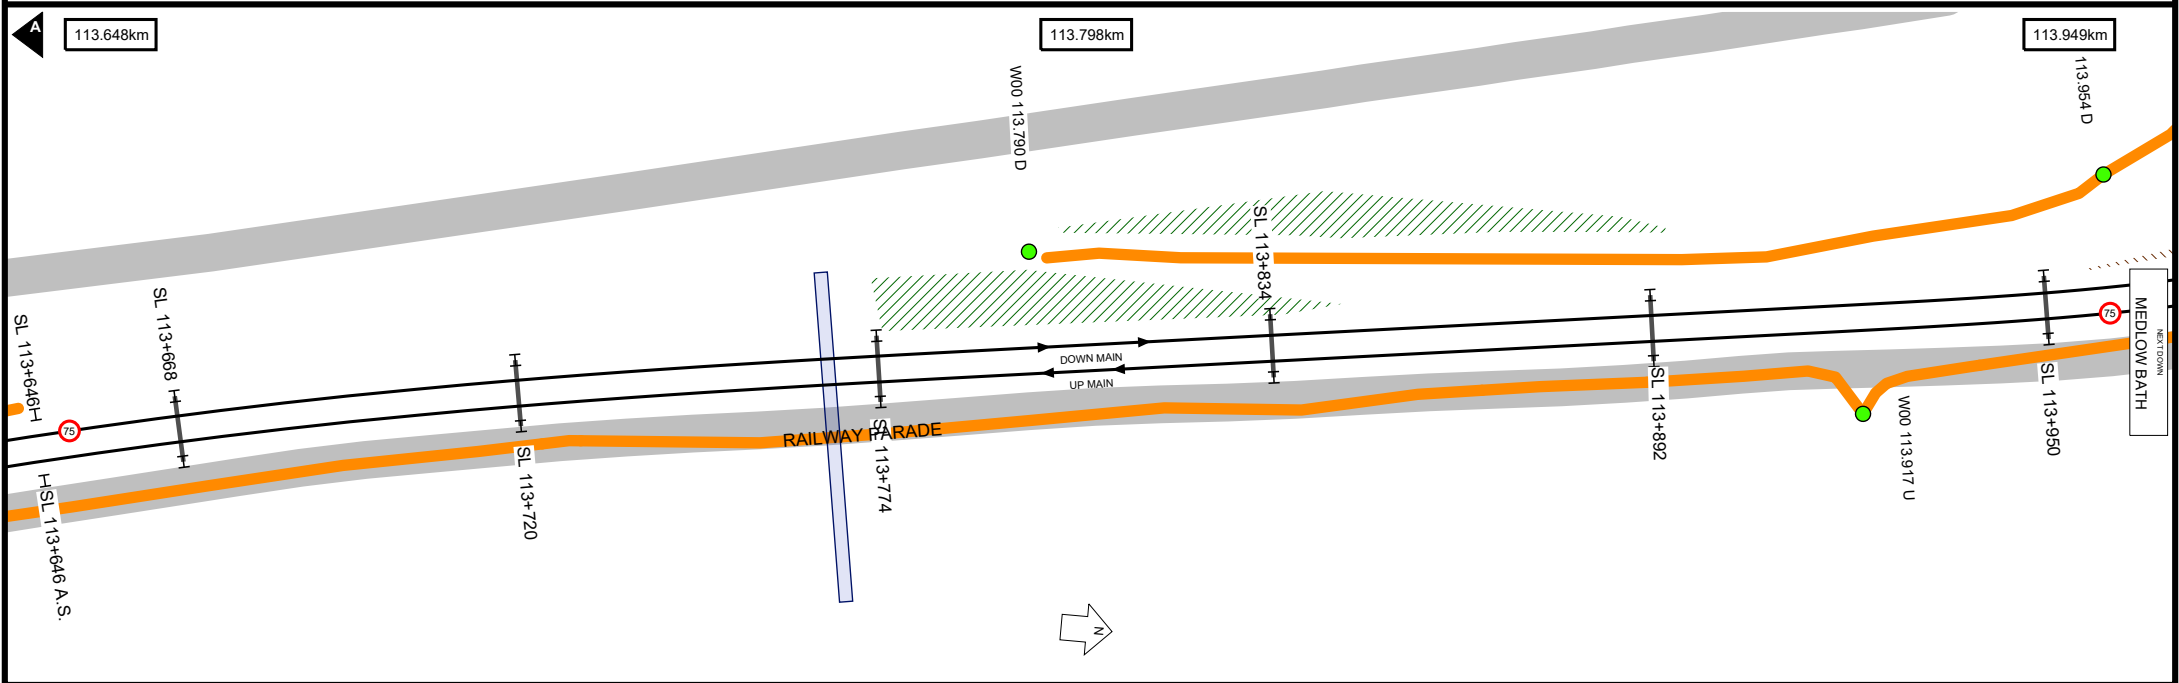 A
113.648km
113.798km
113.949km
W00 113.790 D
113.954 D
SL 113+834
SL 113+668
SL 113+646
75
DOWN MAIN
UP MAIN
75
MEDLOW BATH
NEXT DOWN
RAILWAY PARADE
SL 113+774
SL 113+720
SL 113+646 A.S.
SL 113+892
W00 113.917 U
SL 113+950
N